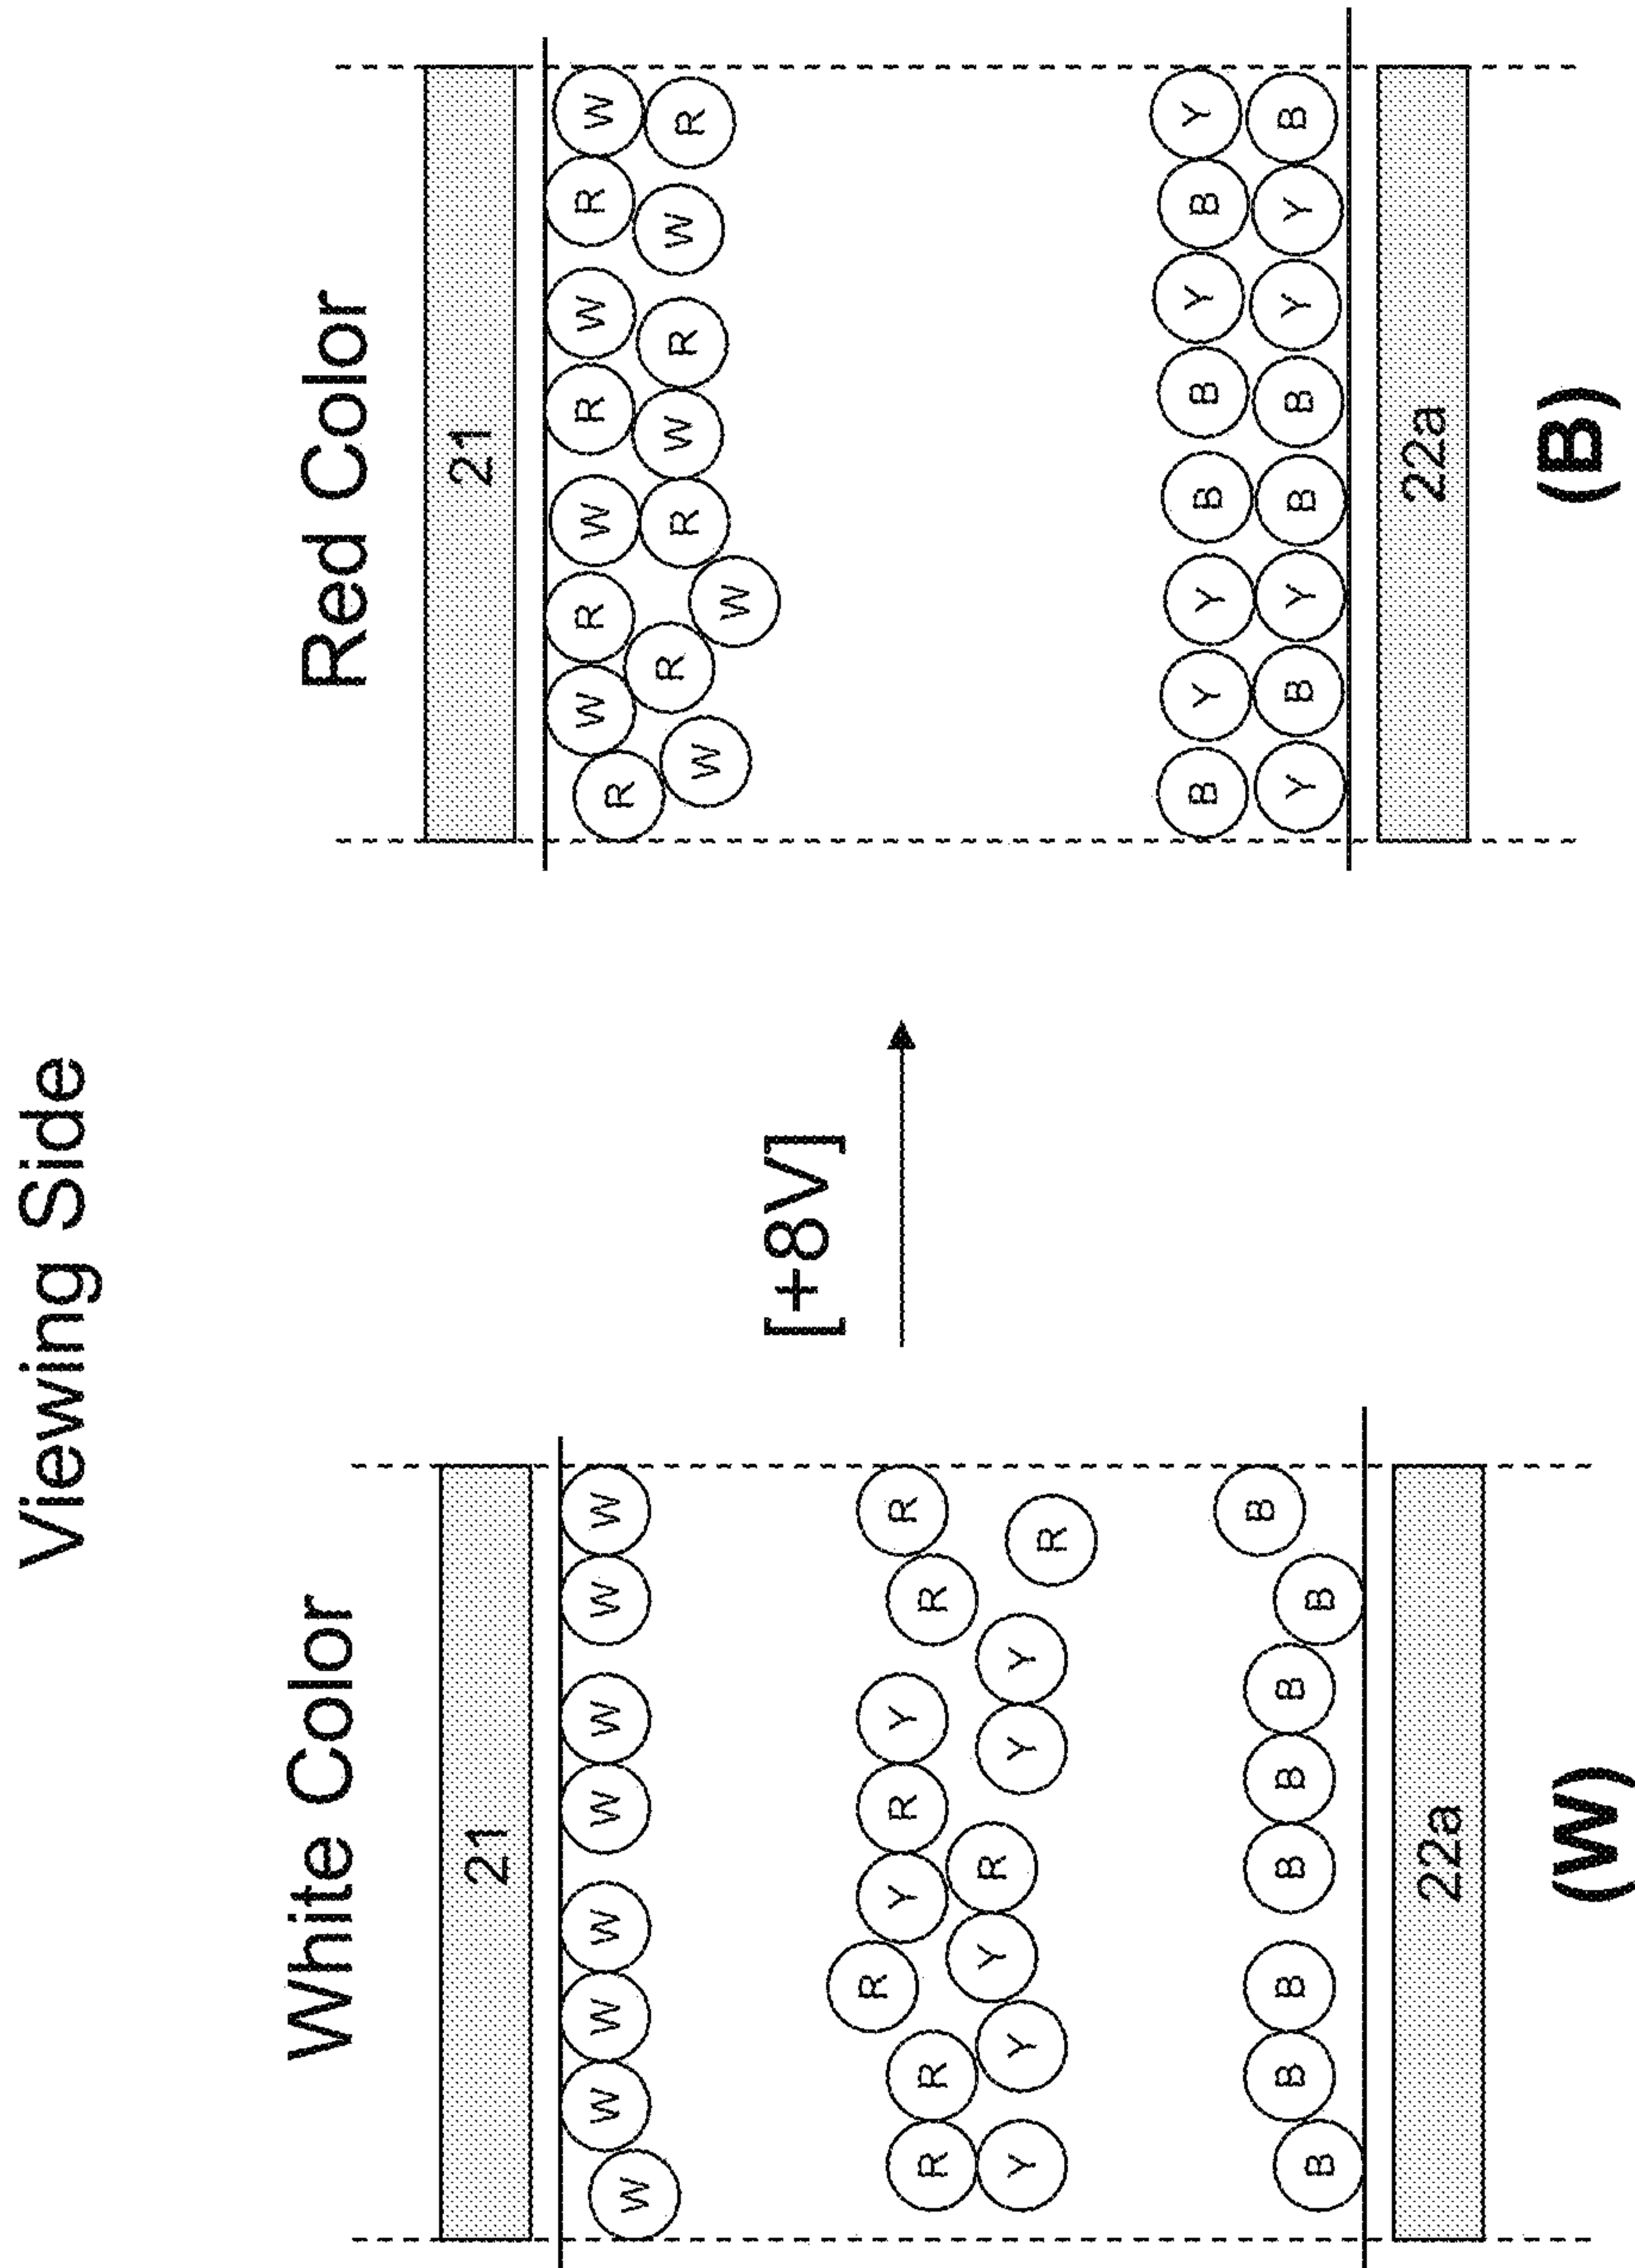 Viewing Side
White Color
21
W W W W W W W W
R R R Y R Y R R
Y Y Y R Y Y R
B B B B B B B B
22a
(W)
[+8V]
Red Color
21
R W R W R W R W
W R W R W R W R
B Y Y B B Y B Y
Y B Y B B Y Y B
22a
(B)